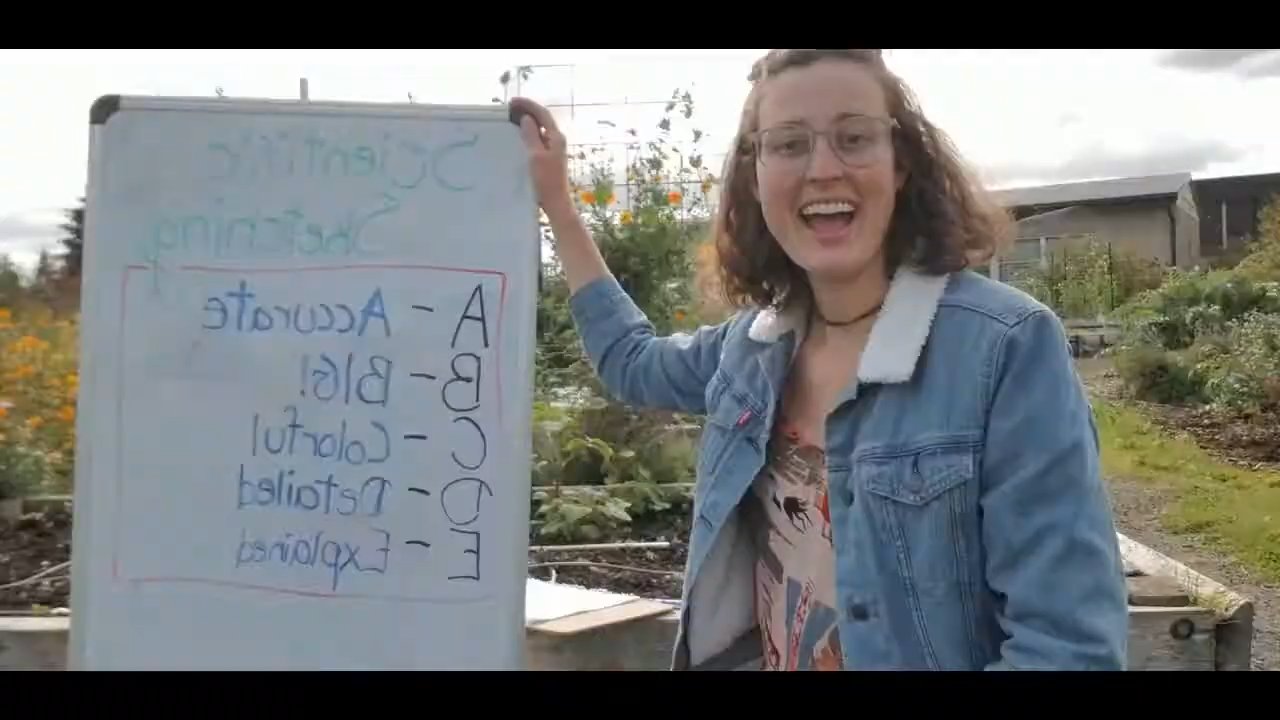 Scientific
Sketching
A - Accurate
B - BIG!
C - Colorful
D - Detailed
E - Explained